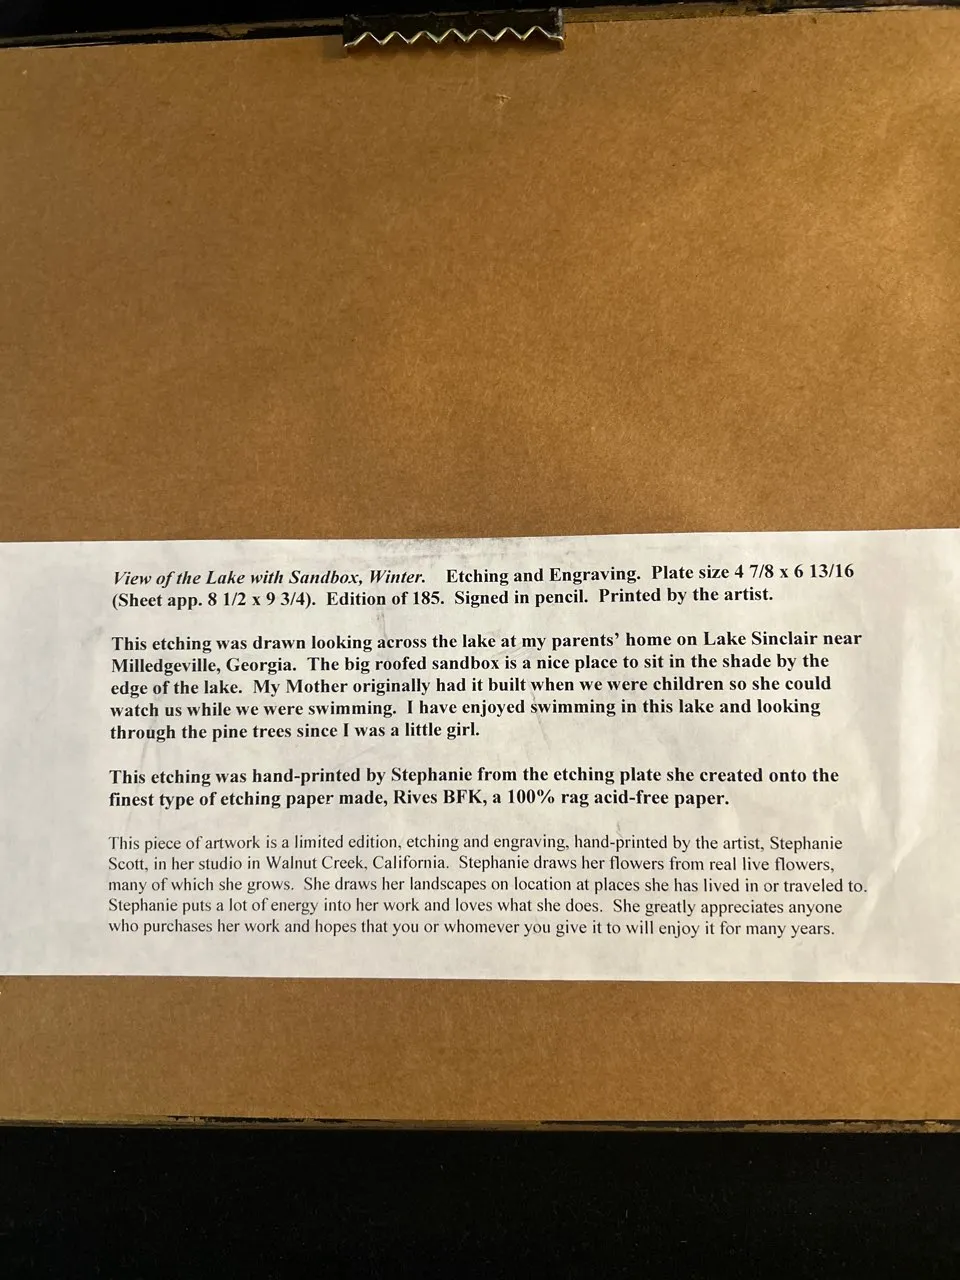 View of the Lake with Sandbox, Winter. Etching and Engraving. Plate size 4 7/8 x 6 13/16
(Sheet app. 8 1/2 x 9 3/4). Edition of 185. Signed in pencil. Printed by the artist.
This etching was drawn looking across the lake at my parents’ home on Lake Sinclair near
Milledgeville, Georgia. The big roofed sandbox is a nice place to sit in the shade by the
edge of the lake. My Mother originally had it built when we were children so she could
watch us while we were swimming. I have enjoyed swimming in this lake and looking
through the pine trees since I was a little girl.
This etching was hand-printed by Stephanie from the etching plate she created onto the
finest type of etching paper made, Rives BFK, a 100% rag acid-free paper.
This piece of artwork is a limited edition, etching and engraving, hand-printed by the artist, Stephanie
Scott, in her studio in Walnut Creek, California. Stephanie draws her flowers from real live flowers,
many of which she grows. She draws her landscapes on location at places she has lived in or traveled to.
Stephanie puts a lot of energy into her work and loves what she does. She greatly appreciates anyone
who purchases her work and hopes that you or whomever you give it to will enjoy it for many years.